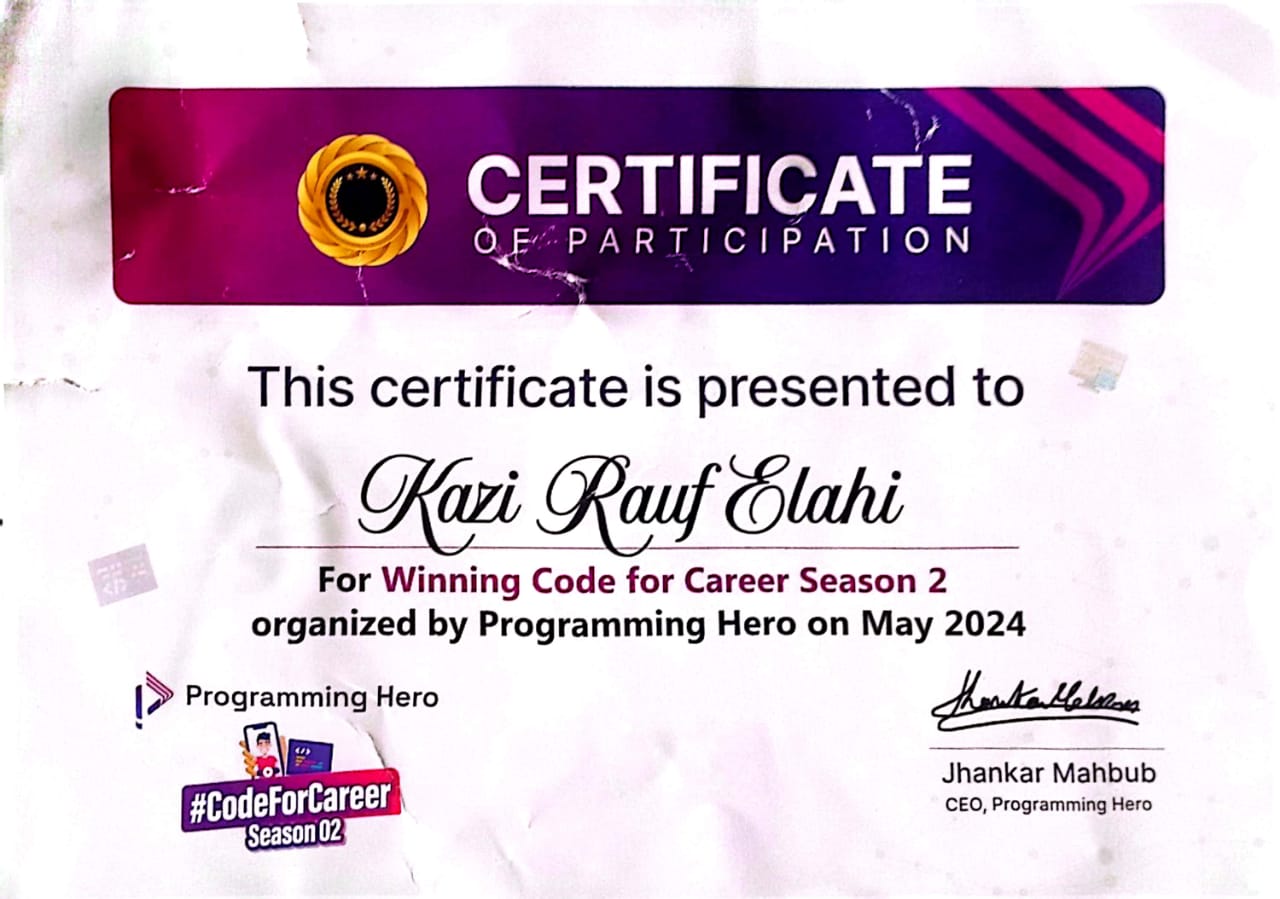 CERTIFICATE
OF PARTICIPATION
This certificate is presented to
Kazi Rauf Elahi
For Winning Code for Career Season 2
organized by Programming Hero on May 2024
Programming Hero
#CodeForCareer
Season 02
Jhankar Mahbub
Jhankar Mahbub
CEO, Programming Hero